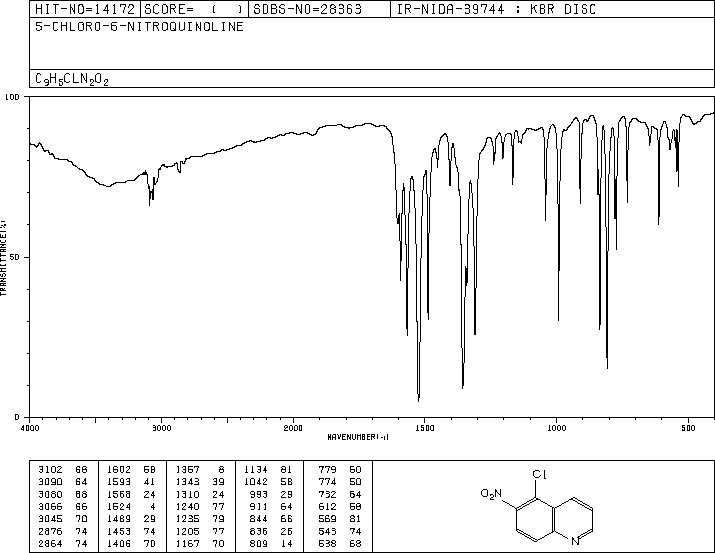 HIT-NO=14172 SCORE= ( ) SDBS-NO=28363 IR-NIDA-39744 : KBR DISC
5-CHLORO-6-NITROQUINOLINE
C9H5CLN2O2
100
50
0
TRANSMITTANCE(%)
4000 3000 2000 1500 1000 500
WAVENUMBER(-1)
3102 66 1602 58 1357 8 1134 81 779 50
3090 64 1593 41 1343 39 1042 58 774 50
3080 68 1568 24 1310 24 993 29 732 64
3066 66 1524 4 1240 77 911 64 612 58
3045 70 1489 29 1235 79 844 66 569 81
2876 74 1453 74 1205 77 836 26 543 74
2864 74 1406 70 1167 70 809 14 538 68
Cl
O2N
N